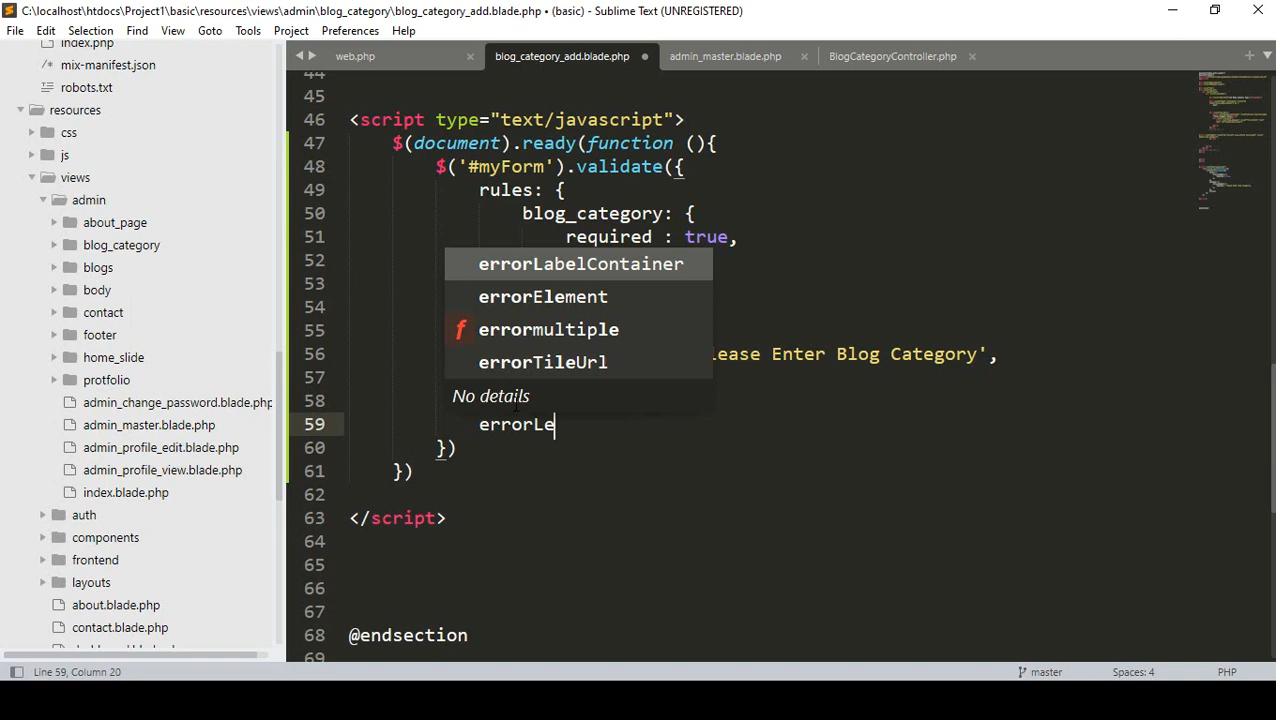 C:\localhost\htdocs\Project1\basic\resources\views\admin\blog_category\blog_category_add.blade.php • (basic) - Sublime Text (UNREGISTERED)
File Edit Selection Find View Goto Tools Project Preferences Help
index.php
mix-manifest.json
robots.txt
resources
css
js
views
admin
about_page
blog_category
blogs
body
contact
footer
home_slide
protfolio
admin_change_password.blade.php
admin_master.blade.php
admin_profile_edit.blade.php
admin_profile_view.blade.php
index.blade.php
auth
components
frontend
layouts
about.blade.php
contact.blade.php
web.php blog_category_add.blade.php admin_master.blade.php BlogCategoryController.php
44
45
46 <script type="text/javascript">
47 $(document).ready(function (){
48 $('#myForm').validate({
49 rules: {
50 blog_category: {
51 required : true,
52
53
54
55
56 lease Enter Blog Category',
57
58
59 errorLe
60 })
61 })
62
63 </script>
64
65
66
67
68 @endsection
69
errorLabelContainer
errorElement
f errormultiple
errorTileUrl
No details
Line 59, Column 20 master Spaces: 4 PHP